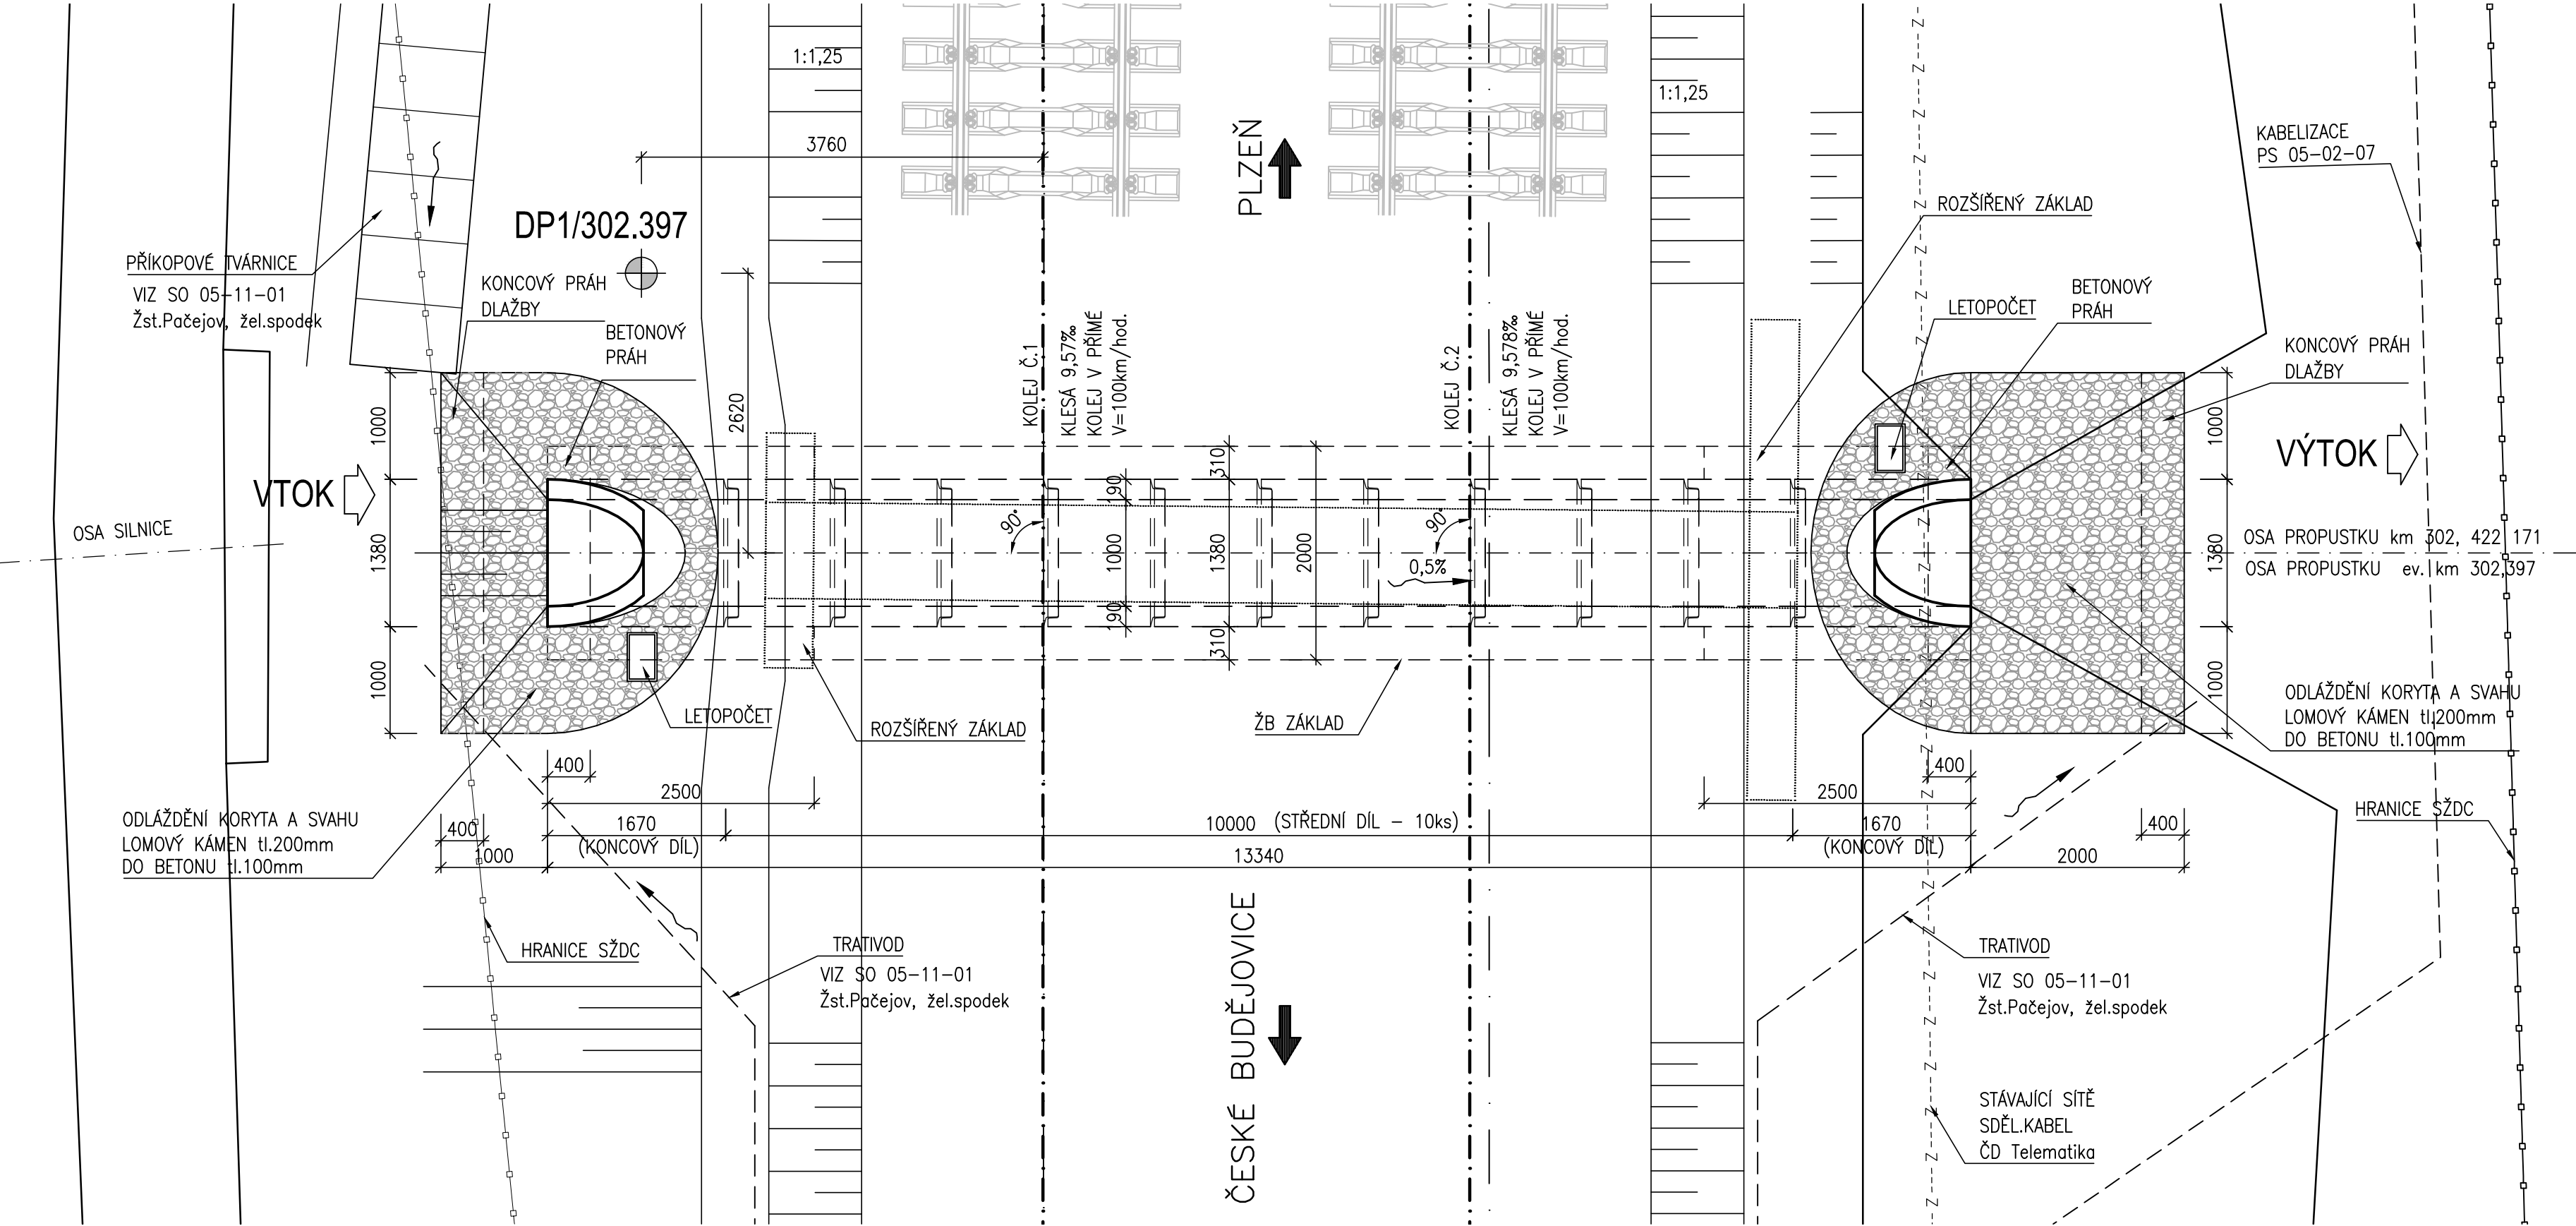 1:1,25
3760
PLZEŇ
1:1,25
KABELIZACE
PS 05-02-07
ROZŠÍŘENÝ ZÁKLAD
DP1/302.397
PŘÍKOPOVÉ TVÁRNICE
VIZ SO 05-11-01
Žst.Pačejov, žel.spodek
KONCOVÝ PRÁH
DLAŽBY
BETONOVÝ
PRÁH
2620
KOLEJ Č.1
KLESÁ 9,57‰
KOLEJ V PŘÍMÉ
V=100km/hod.
KOLEJ Č.2
KLESÁ 9,578‰
KOLEJ V PŘÍMÉ
V=100km/hod.
LETOPOČET
BETONOVÝ
PRÁH
KONCOVÝ PRÁH
DLAŽBY
1000
1380
1000
VTOK
OSA SILNICE
90°
190
1000
190
310
1380
310
2000
90°
0,5%
1000
1380
1000
VÝTOK
OSA PROPUSTKU km 302, 422 171
OSA PROPUSTKU ev. km 302,397
LETOPOČET
ROZŠÍŘENÝ ZÁKLAD
ŽB ZÁKLAD
ODLÁŽDĚNÍ KORYTA A SVAHU
LOMOVÝ KÁMEN tl.200mm
DO BETONU tl.100mm
400
2500
2500
400
ODLÁŽDĚNÍ KORYTA A SVAHU
LOMOVÝ KÁMEN tl.200mm
DO BETONU tl.100mm
400
1670
(KONCOVÝ DÍL)
10000 (STŘEDNÍ DÍL - 10ks)
1670
(KONCOVÝ DÍL)
400
1000
13340
2000
HRANICE SŽDC
HRANICE SŽDC
TRATIVOD
VIZ SO 05-11-01
Žst.Pačejov, žel.spodek
ČESKÉ BUDĚJOVICE
TRATIVOD
VIZ SO 05-11-01
Žst.Pačejov, žel.spodek
STÁVAJÍCÍ SÍTĚ
SDĚL.KABEL
ČD Telematika